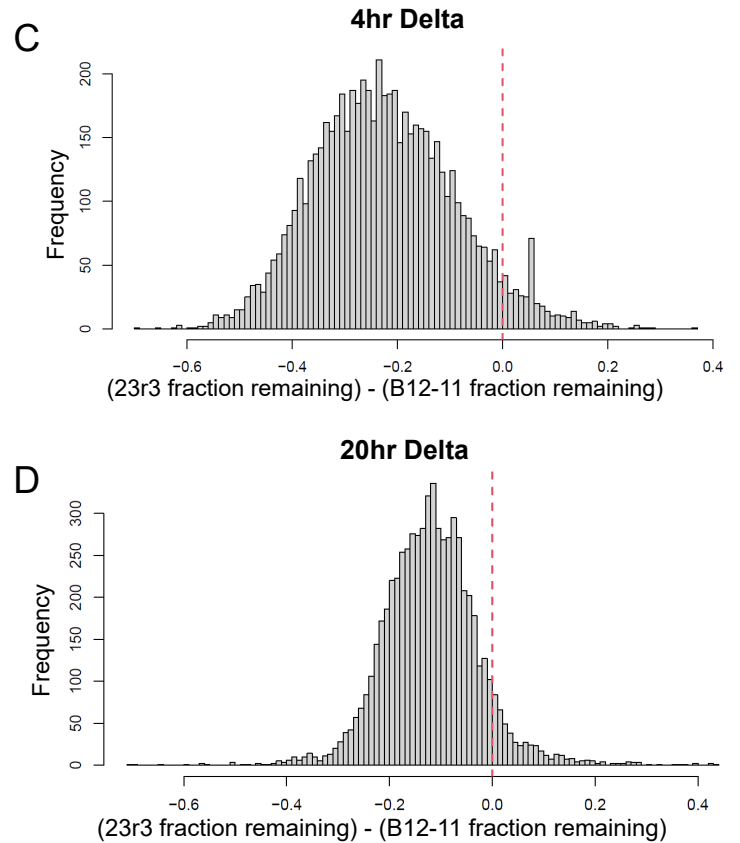 C
4hr Delta
Frequency
200
150
100
50
0
−0.6 −0.4 −0.2 0.0 0.2 0.4
(23r3 fraction remaining) - (B12-11 fraction remaining)
20hr Delta
D
Frequency
300
250
200
150
100
50
0
−0.6 −0.4 −0.2 0.0 0.2 0.4
(23r3 fraction remaining) - (B12-11 fraction remaining)